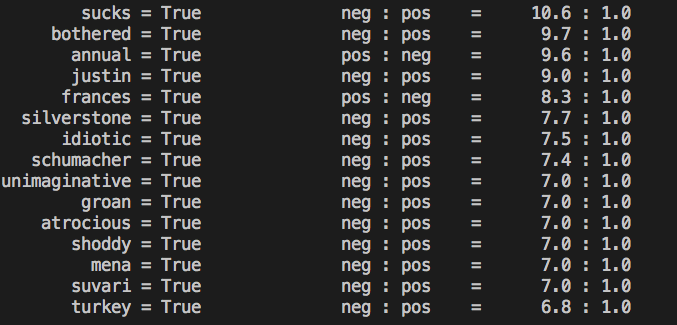 sucks = True neg : pos = 10.6 : 1.0
bothered = True neg : pos = 9.7 : 1.0
annual = True pos : neg = 9.6 : 1.0
justin = True neg : pos = 9.0 : 1.0
frances = True pos : neg = 8.3 : 1.0
silverstone = True neg : pos = 7.7 : 1.0
idiotic = True neg : pos = 7.5 : 1.0
schumacher = True neg : pos = 7.4 : 1.0
unimaginative = True neg : pos = 7.0 : 1.0
groan = True neg : pos = 7.0 : 1.0
atrocious = True neg : pos = 7.0 : 1.0
shoddy = True neg : pos = 7.0 : 1.0
mena = True neg : pos = 7.0 : 1.0
suvari = True neg : pos = 7.0 : 1.0
turkey = True neg : pos = 6.8 : 1.0